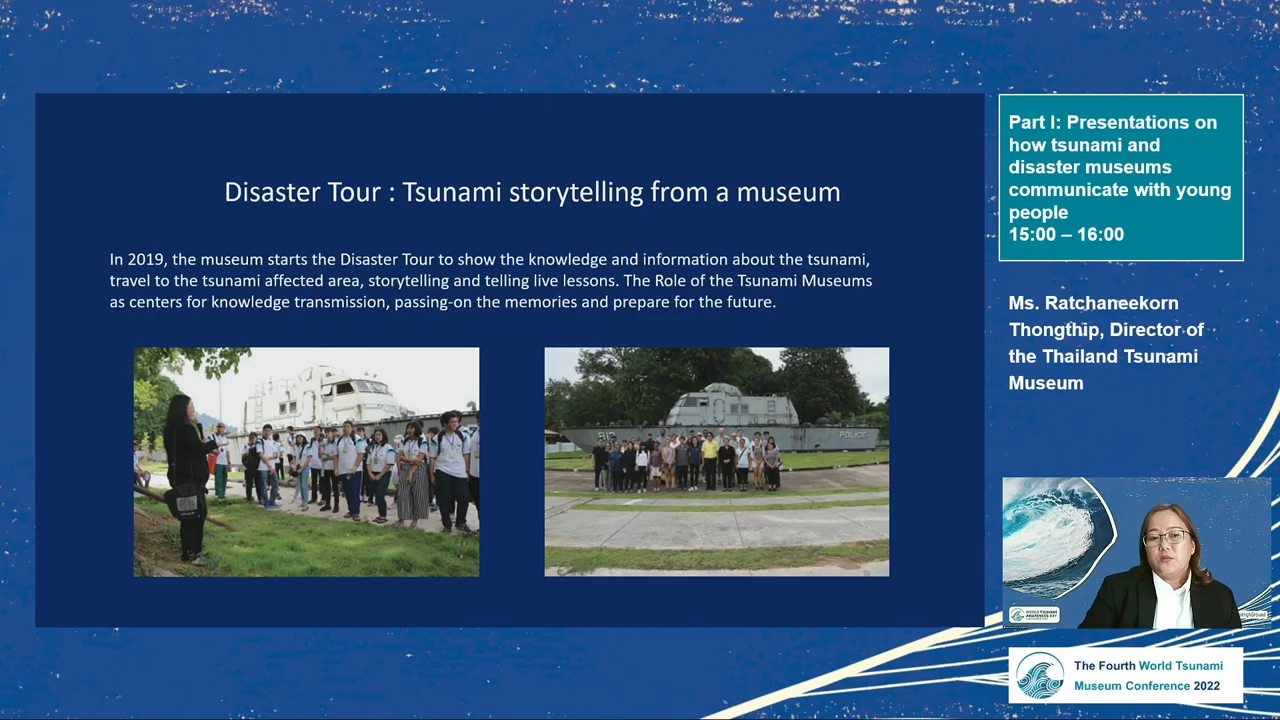 Disaster Tour : Tsunami storytelling from a museum
In 2019, the museum starts the Disaster Tour to show the knowledge and information about the tsunami,
travel to the tsunami affected area, storytelling and telling live lessons. The Role of the Tsunami Museums
as centers for knowledge transmission, passing-on the memories and prepare for the future.
POLICE
Part I: Presentations on
how tsunami and
disaster museums
communicate with young
people
15:00 – 16:00
Ms. Ratchaneekorn
Thongthip, Director of
the Thailand Tsunami
Museum
WORLD TSUNAMI
AWARENESS DAY
The Fourth World Tsunami
Museum Conference 2022